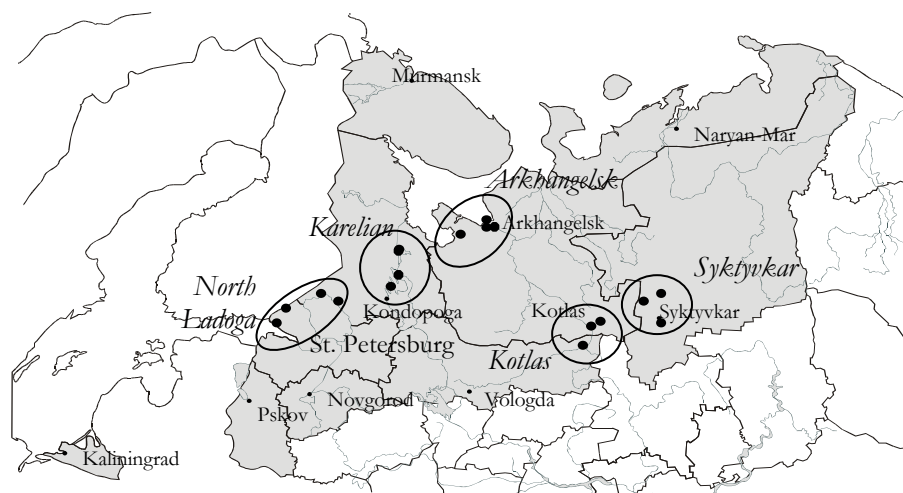 Murmansk
Naryan-Mar
Arkhangelsk
Karelian
Arkhangelsk
Syktyvkar
North
Ladoga
Kondopoga
Kotlas
Syktyvkar
St. Petersburg
Kotlas
Pskov
Novgorod
Vologda
Kaliningrad